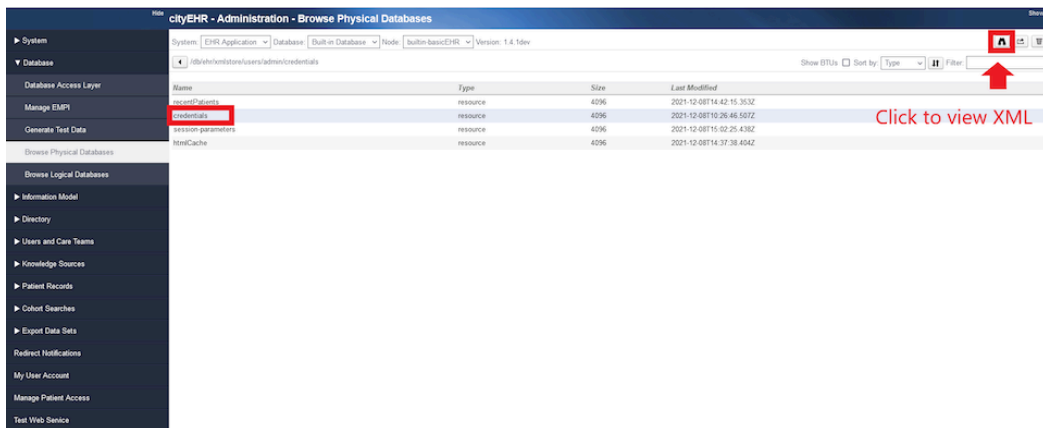 Hide cityEHR - Administration - Browse Physical Databases Show
▶ System
System: EHR Application Database: Built-in Database Node: builtin-basicEHR Version: 1.4.1dev
▼ Database
/db/ehr/xmlstore/users/admin/credentials Show BTUs Sort by: Type Filter:
Database Access Layer
Name Type Size Last Modified
recentPatients resource 4096 2021-12-08T14:42:15.353Z
Manage EMPI
credentials resource 4096 2021-12-08T10:26:46.507Z
Click to view XML
Generate Test Data
session-parameters resource 4096 2021-12-08T15:02:25.438Z
htmlCache resource 4096 2021-12-08T14:37:38.404Z
Browse Physical Databases
Browse Logical Databases
▶ Information Model
▶ Directory
▶ Users and Care Teams
▶ Knowledge Sources
▶ Patient Records
▶ Cohort Searches
▶ Export Data Sets
Redirect Notifications
My User Account
Manage Patient Access
Test Web Service